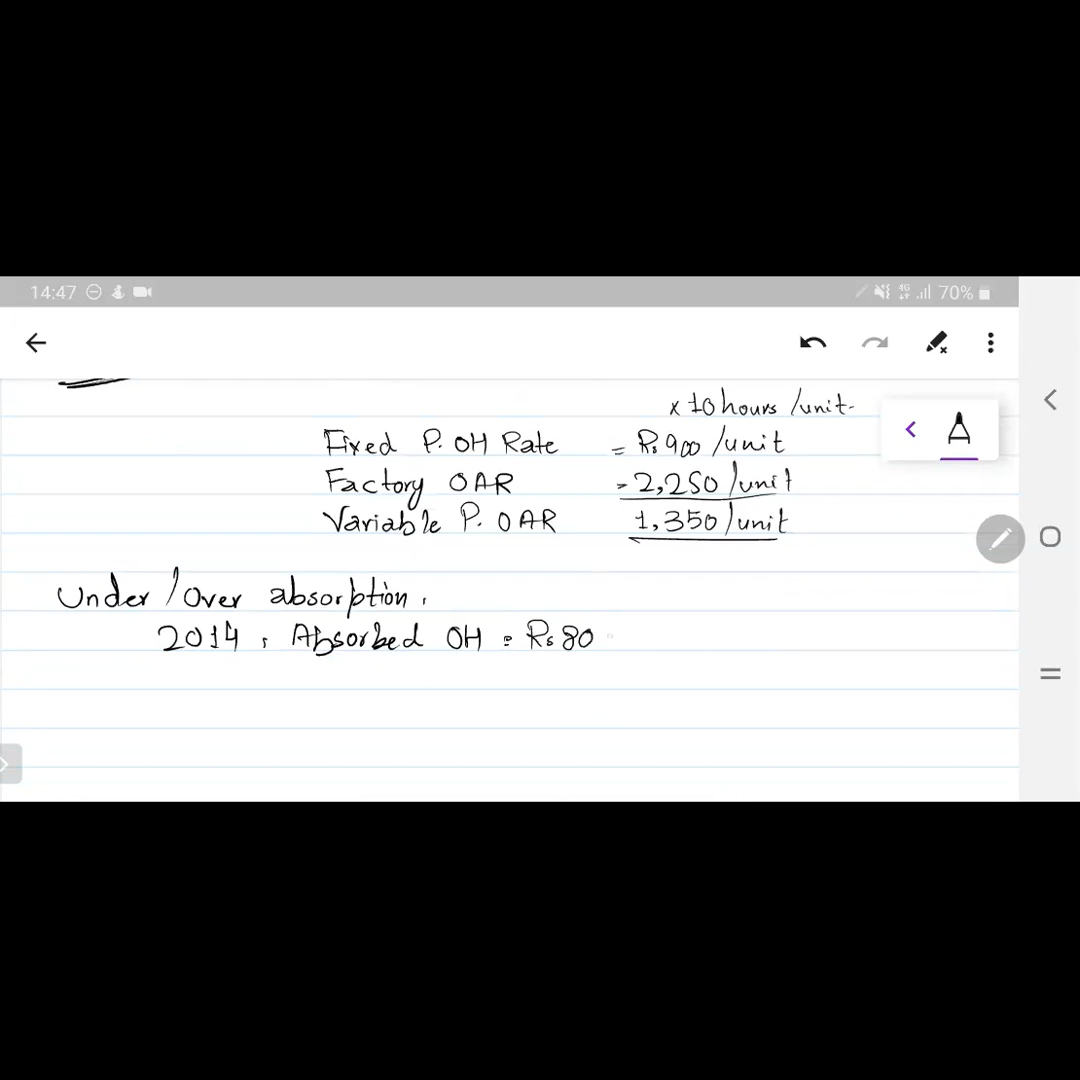 14:47 4G 70%
x 10 hours /unit.
Fixed P. OH Rate = Rs 900 /unit
Factory OAR = 2,250 /unit
Variable P. OAR 1,350 /unit
Under / Over absorption.
2014, Absorbed OH = Rs 80